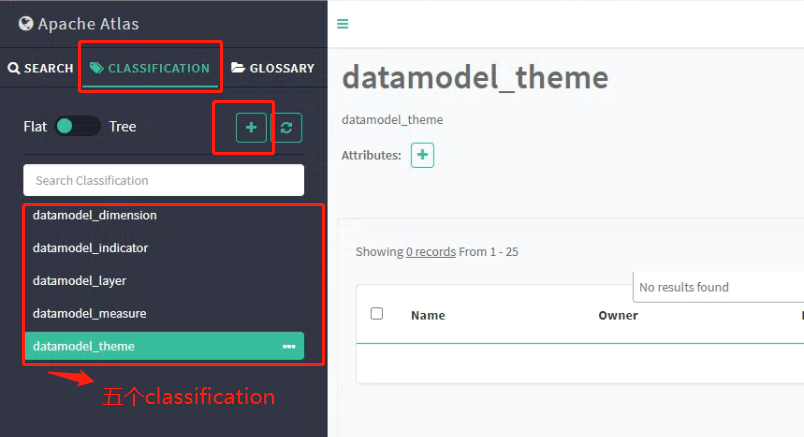 Apache Atlas
SEARCH CLASSIFICATION GLOSSARY
Flat Tree
Search Classification
datamodel_dimension
datamodel_indicator
datamodel_layer
datamodel_measure
datamodel_theme
五个classification
datamodel_theme
datamodel_theme
Attributes:
Showing 0 records From 1 - 25
No results found
Name Owner